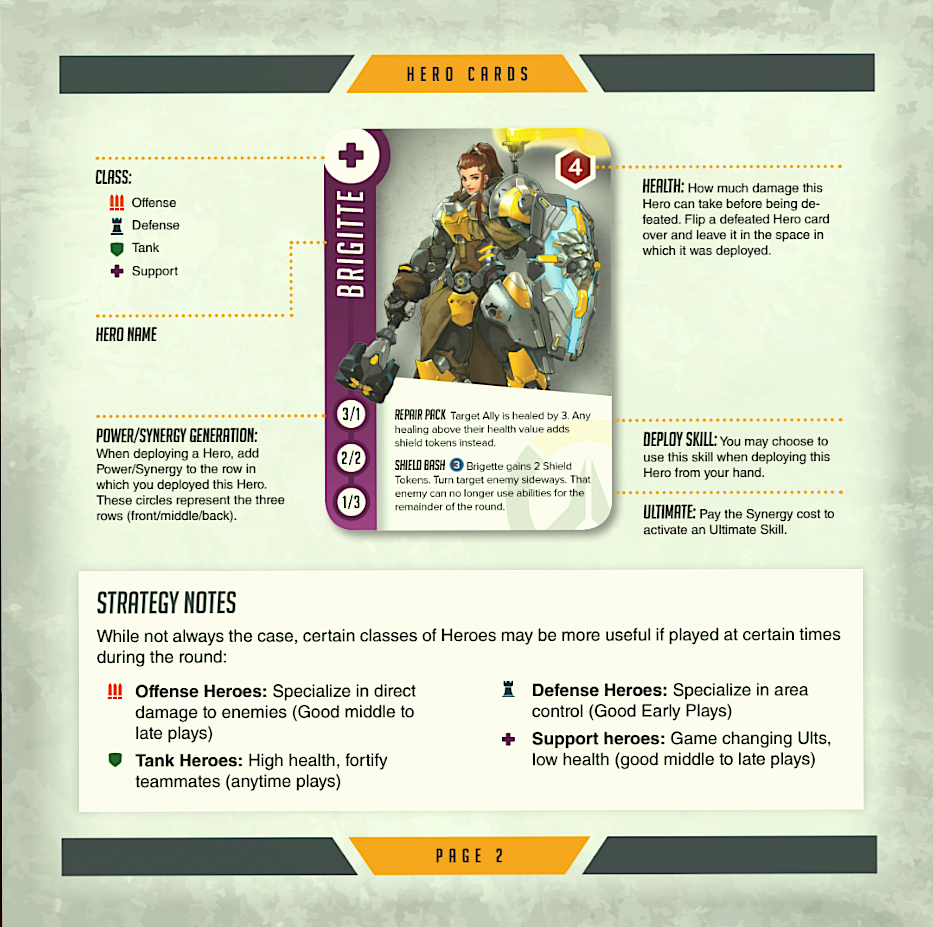 HERO CARDS
CLASS:
Offense
Defense
Tank
Support
HERO NAME
POWER/SYNERGY GENERATION:
When deploying a Hero, add
Power/Synergy to the row in
which you deployed this Hero.
These circles represent the three
rows (front/middle/back).
BRIGITTE
4
3/1
2/2
1/3
REPAIR PACK Target Ally is healed by 3. Any
healing above their health value adds
shield tokens instead.
SHIELD BASH 3 Brigette gains 2 Shield
Tokens. Turn target enemy sideways. That
enemy can no longer use abilities for the
remainder of the round.
HEALTH: How much damage this
Hero can take before being de-
feated. Flip a defeated Hero card
over and leave it in the space in
which it was deployed.
DEPLOY SKILL: You may choose to
use this skill when deploying this
Hero from your hand.
ULTIMATE: Pay the Synergy cost to
activate an Ultimate Skill.
STRATEGY NOTES
While not always the case, certain classes of Heroes may be more useful if played at certain times
during the round:
Offense Heroes: Specialize in direct
damage to enemies (Good middle to
late plays)
Tank Heroes: High health, fortify
teammates (anytime plays)
Defense Heroes: Specialize in area
control (Good Early Plays)
Support heroes: Game changing Ults,
low health (good middle to late plays)
PAGE 2